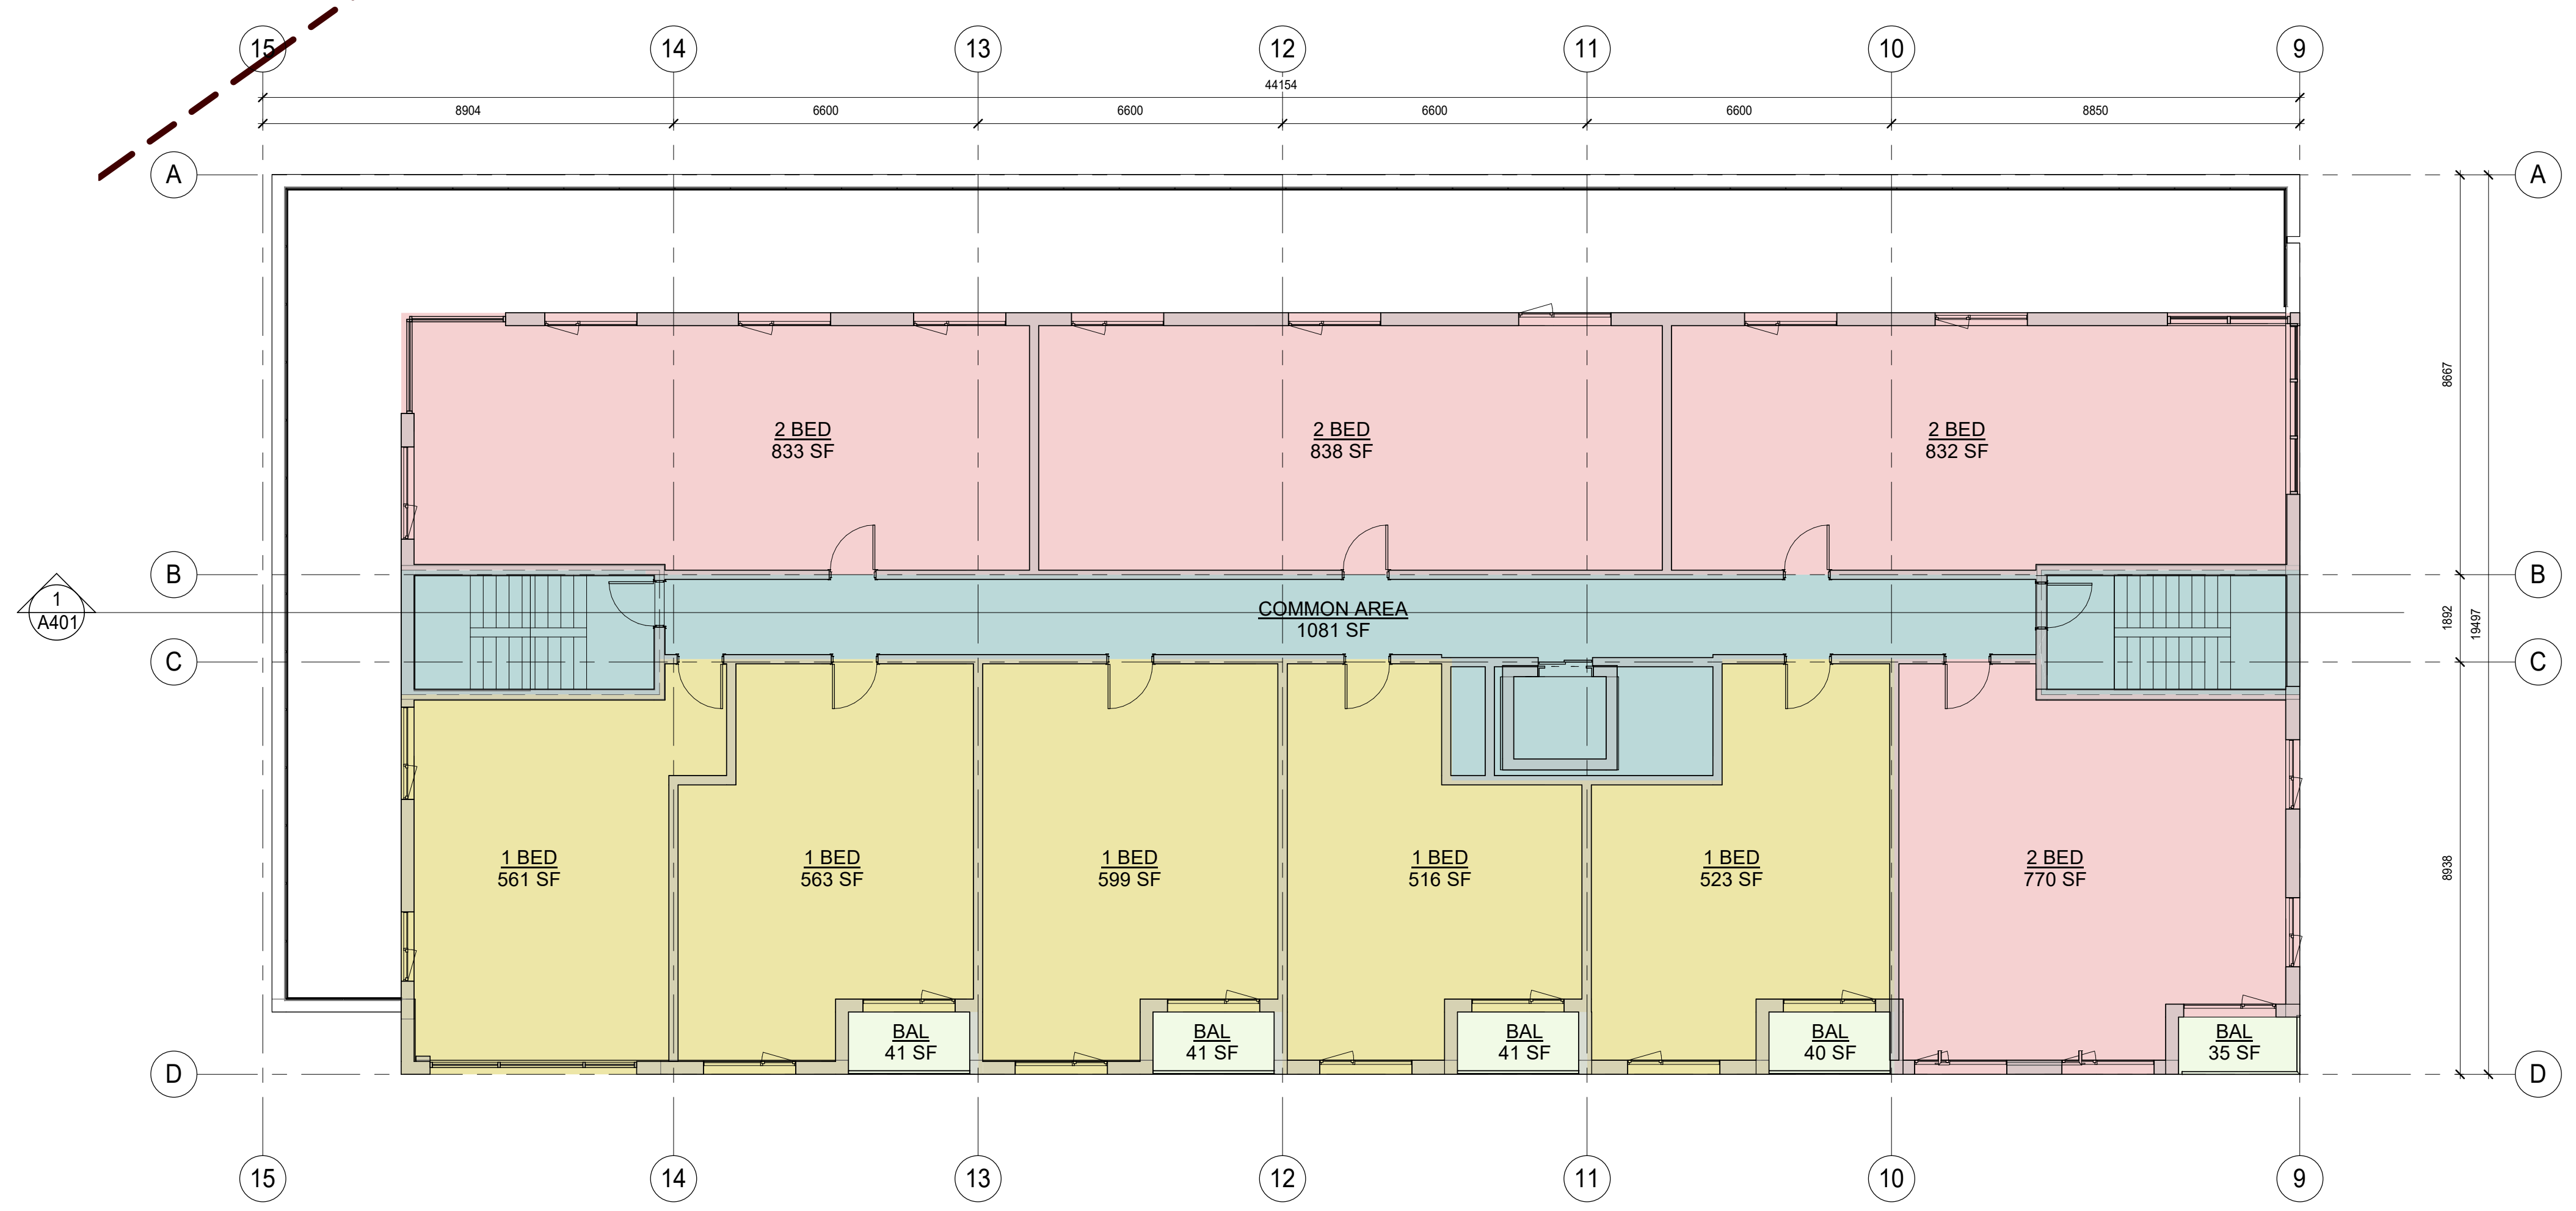 15
14
13
12
11
10
9
44154
8904
6600
6600
6600
6600
8850
A
A
8667
2 BED
833 SF
2 BED
838 SF
2 BED
832 SF
B
B
1
A401
COMMON AREA
1081 SF
1892
19497
C
C
1 BED
561 SF
1 BED
563 SF
1 BED
599 SF
1 BED
516 SF
1 BED
523 SF
2 BED
770 SF
8938
BAL
41 SF
BAL
41 SF
BAL
41 SF
BAL
40 SF
BAL
35 SF
D
D
15
14
13
12
11
10
9